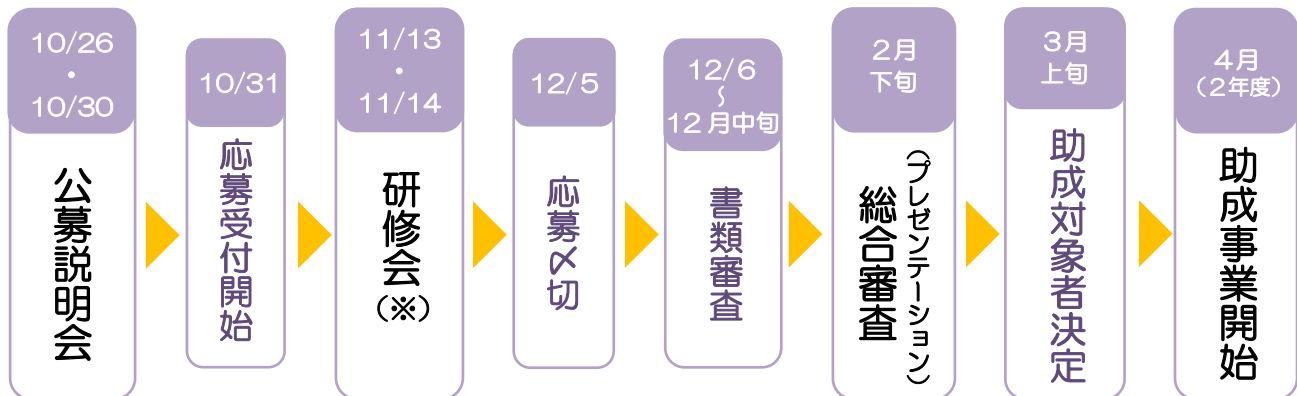 10/26
・
10/30
公募説明会
10/31
応募受付開始
11/13
・
11/14
研修会(※)
12/5
応募〆切
12/6
~
12月中旬
書類審査
2月
下旬
総合審査
(プレゼンテーション)
3月
上旬
助成対象者決定
4月
(2年度)
助成事業開始